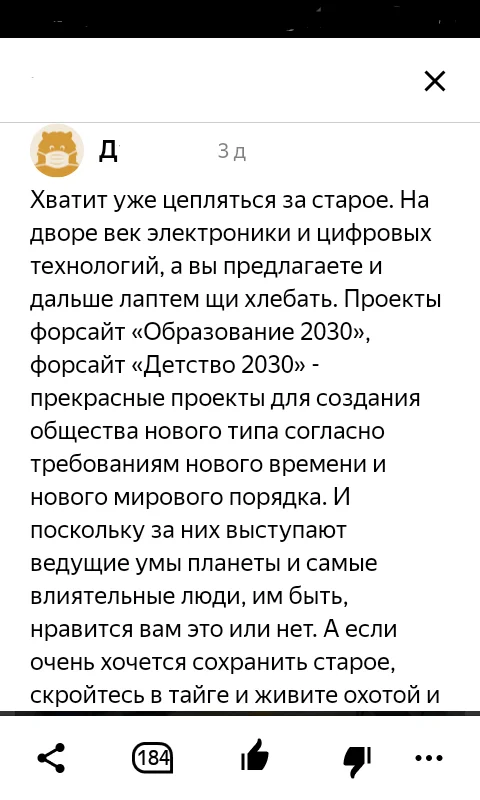 Д
3 д
Хватит уже цепляться за старое. На
дворе век электроники и цифровых
технологий, а вы предлагаете и
дальше лаптем щи хлебать. Проекты
форсайт «Образование 2030»,
форсайт «Детство 2030» -
прекрасные проекты для создания
общества нового типа согласно
требованиям нового времени и
нового мирового порядка. И
поскольку за них выступают
ведущие умы планеты и самые
влиятельные люди, им быть,
нравится вам это или нет. А если
очень хочется сохранить старое,
скройтесь в тайге и живите охотой и
184